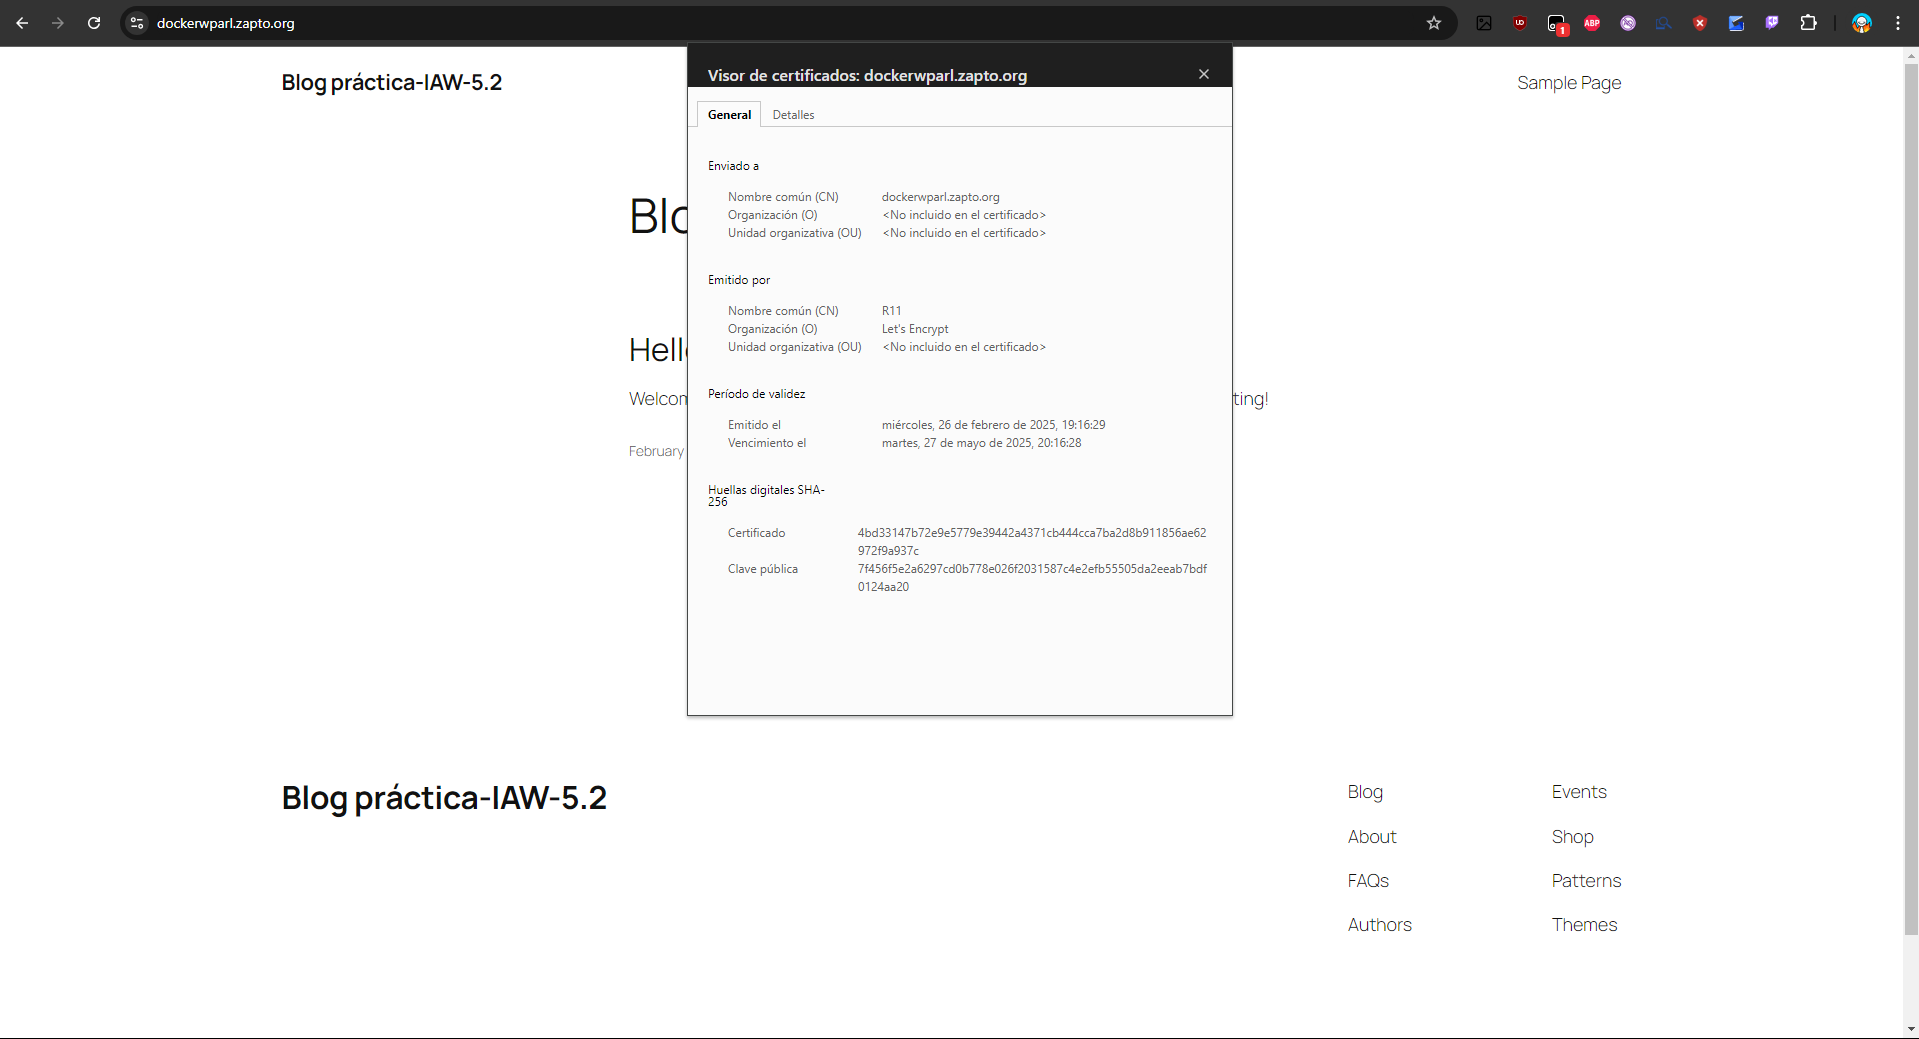 dockerwparl.zapto.org
1
ABP
Blog práctica-IAW-5.2
Sample Page
Visor de certificados: dockerwparl.zapto.org
General Detalles
Enviado a
Nombre común (CN) dockerwparl.zapto.org
Organización (O) <No incluido en el certificado>
Unidad organizativa (OU) <No incluido en el certificado>
Emitido por
Nombre común (CN) R11
Organización (O) Let's Encrypt
Unidad organizativa (OU) <No incluido en el certificado>
Período de validez
Emitido el miércoles, 26 de febrero de 2025, 19:16:29
Vencimiento el martes, 27 de mayo de 2025, 20:16:28
Huellas digitales SHA-
256
Certificado 4bd33147b72e9e5779e39442a4371cb444cca7ba2d8b911856ae62
972f9a937c
Clave pública 7f456f5e2a6297cd0b778e026f2031587c4e2efb55505da2eeab7bdf
0124aa20
Blo
Hello
Welcom ting!
February
Blog práctica-IAW-5.2
Blog Events
About Shop
FAQs Patterns
Authors Themes